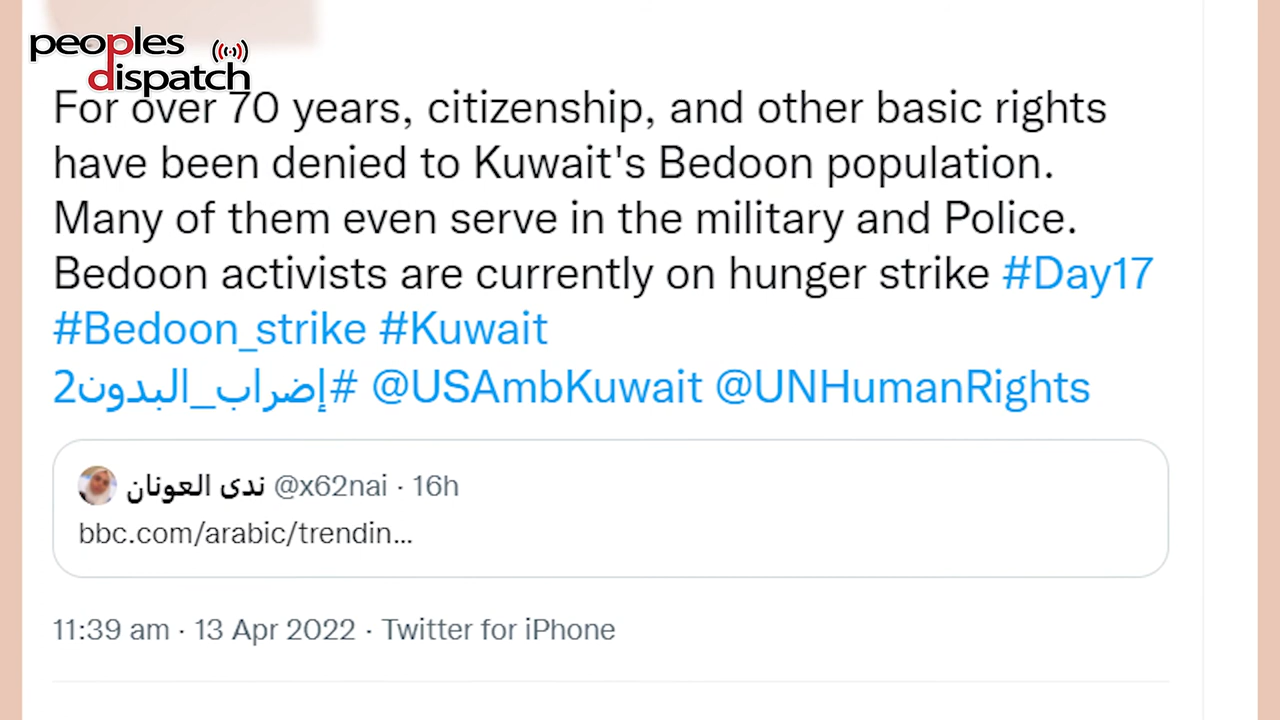 peoples
dispatch
For over 70 years, citizenship, and other basic rights
have been denied to Kuwait's Bedoon population.
Many of them even serve in the military and Police.
Bedoon activists are currently on hunger strike #Day17
#Bedoon_strike #Kuwait
#إضراب_البدون2 @USAmbKuwait @UNHumanRights
ندى العونان @x62nai · 16h
bbc.com/arabic/trendin...
11:39 am · 13 Apr 2022 · Twitter for iPhone